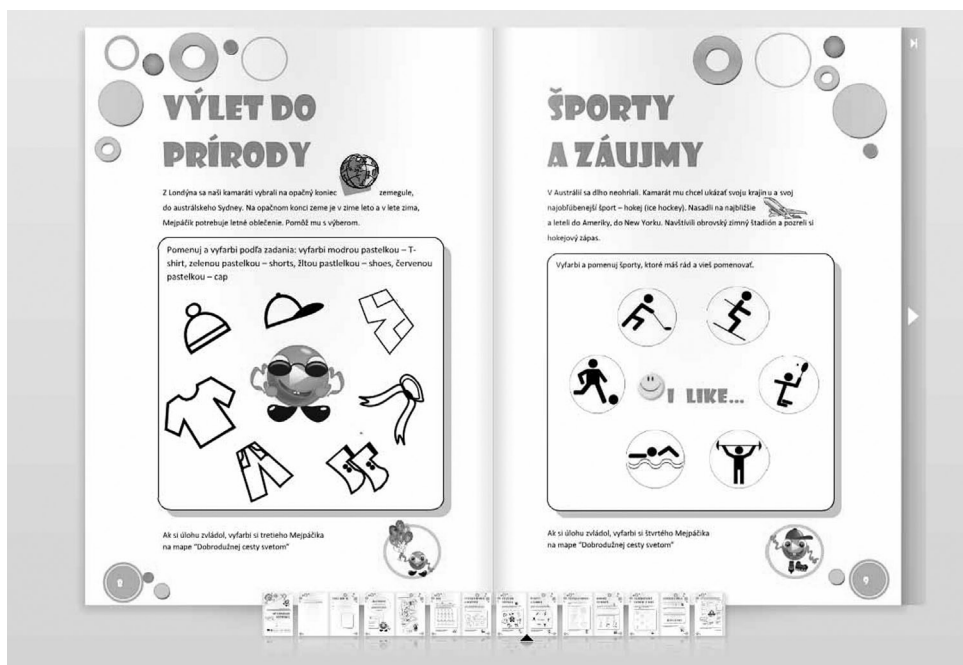 VÝLET DO
PRÍRODY
Z Londýna sa naši kamaráti vybrali na opačný koniec zemegule,
do austrálskeho Sydney. Na opačnom konci zeme je v zime leto a v lete zima,
Mejpáčik potrebuje letné oblečenie. Pomôž mu s výberom.
Pomenuj a vyfarbi podľa zadania: vyfarbi modrou pastelkou – T-
shirt, zelenou pastelkou – shorts, žltou pastlelkou – shoes, červenou
pastelkou – cap
Ak si úlohu zvládol, vyfarbi si tretieho Mejpáčika
na mape "Dobrodružnej cesty svetom"
8
ŠPORTY
A ZÁUJMY
V Austrálií sa dlho neohriali. Kamarát mu chcel ukázať svoju krajinu a svoj
najobľúbenejší šport – hokej (ice hockey). Nasadli na najbližšie
a leteli do Ameriky, do New Yorku. Navštívili obrovský zimný štadión a pozreli si
hokejový zápas.
Vyfarbi a pomenuj športy, ktoré máš rád a vieš pomenovať.
I LIKE...
Ak si úlohu zvládol, vyfarbi si štvrtého Mejpáčika
na mape "Dobrodružnej cesty svetom"
9